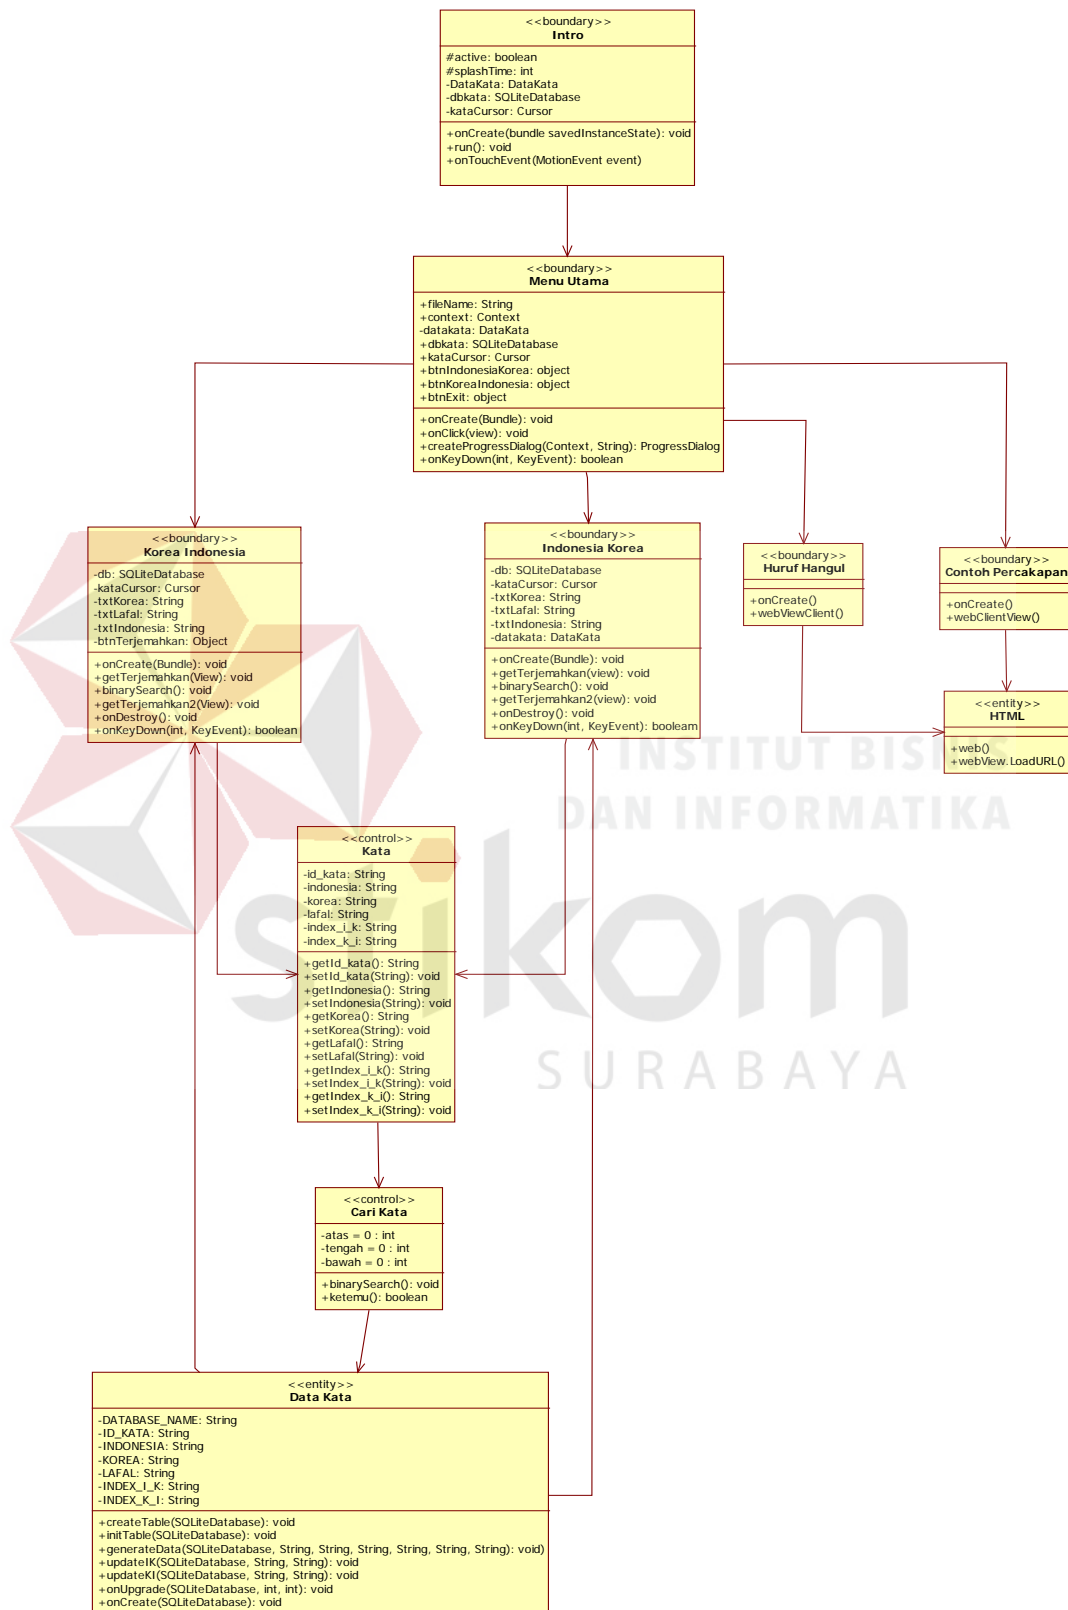 <<boundary>>
Intro
#active: boolean
#splashTime: int
-DataKata: DataKata
-dbkata: SQLiteDatabase
-kataCursor: Cursor
+onCreate(bundle savedInstanceState): void
+run(): void
+onTouchEvent(MotionEvent event)
<<boundary>>
Menu Utama
+fileName: String
+context: Context
-datakata: DataKata
+dbkata: SQLiteDatabase
+kataCursor: Cursor
+btnIndonesiaKorea: object
+btnKoreaIndonesia: object
+btnExit: object
+onCreate(Bundle): void
+onClick(view): void
+createProgressDialog(Context, String): ProgressDialog
+onKeyDown(int, KeyEvent): boolean
<<boundary>>
Korea Indonesia
-db: SQLiteDatabase
-kataCursor: Cursor
-txtKorea: String
-txtLafal: String
-txtIndonesia: String
-btnTerjemahkan: Object
+onCreate(Bundle): void
+getTerjemahkan(View): void
+binarySearch(): void
+getTerjemahkan2(View): void
+onDestroy(): void
+onKeyDown(int, KeyEvent): boolean
<<boundary>>
Indonesia Korea
-db: SQLiteDatabase
-kataCursor: Cursor
-txtKorea: String
-txtLafal: String
-txtIndonesia: String
-datakata: DataKata
+onCreate(Bundle): void
+getTerjemahkan(view): void
+binarySearch(): void
+getTerjemahkan2(view): void
+onDestroy(): void
+onKeyDown(int, KeyEvent): booleam
<<boundary>>
Huruf Hangul
+onCreate()
+webViewClient()
<<boundary>>
Contoh Percakapan
+onCreate()
+webClientView()
<<entity>>
HTML
+web()
+webView.LoadURL()
INSTITUT BISNIS
DAN INFORMATIKA
stikom
SURABAYA
<<control>>
Kata
-id_kata: String
-indonesia: String
-korea: String
-lafal: String
-index_i_k: String
-index_k_i: String
+getId_kata(): String
+setId_kata(String): void
+getIndonesia(): String
+setIndonesia(String): void
+getKorea(): String
+setKorea(String): void
+getLafal(): String
+setLafal(String): void
+getIndex_i_k(): String
+setIndex_i_k(String): void
+getIndex_k_i(): String
+setIndex_k_i(String): void
<<control>>
Cari Kata
-atas = 0 : int
-tengah = 0 : int
-bawah = 0 : int
+binarySearch(): void
+ketemu(): boolean
<<entity>>
Data Kata
-DATABASE_NAME: String
-ID_KATA: String
-INDONESIA: String
-KOREA: String
-LAFAL: String
-INDEX_I_K: String
-INDEX_K_I: String
+createTable(SQLiteDatabase): void
+initTable(SQLiteDatabase): void
+generateData(SQLiteDatabase, String, String, String, String, String, String): void)
+updateIK(SQLiteDatabase, String, String): void
+updateKI(SQLiteDatabase, String, String): void
+onUpgrade(SQLiteDatabase, int, int): void
+onCreate(SQLiteDatabase): void